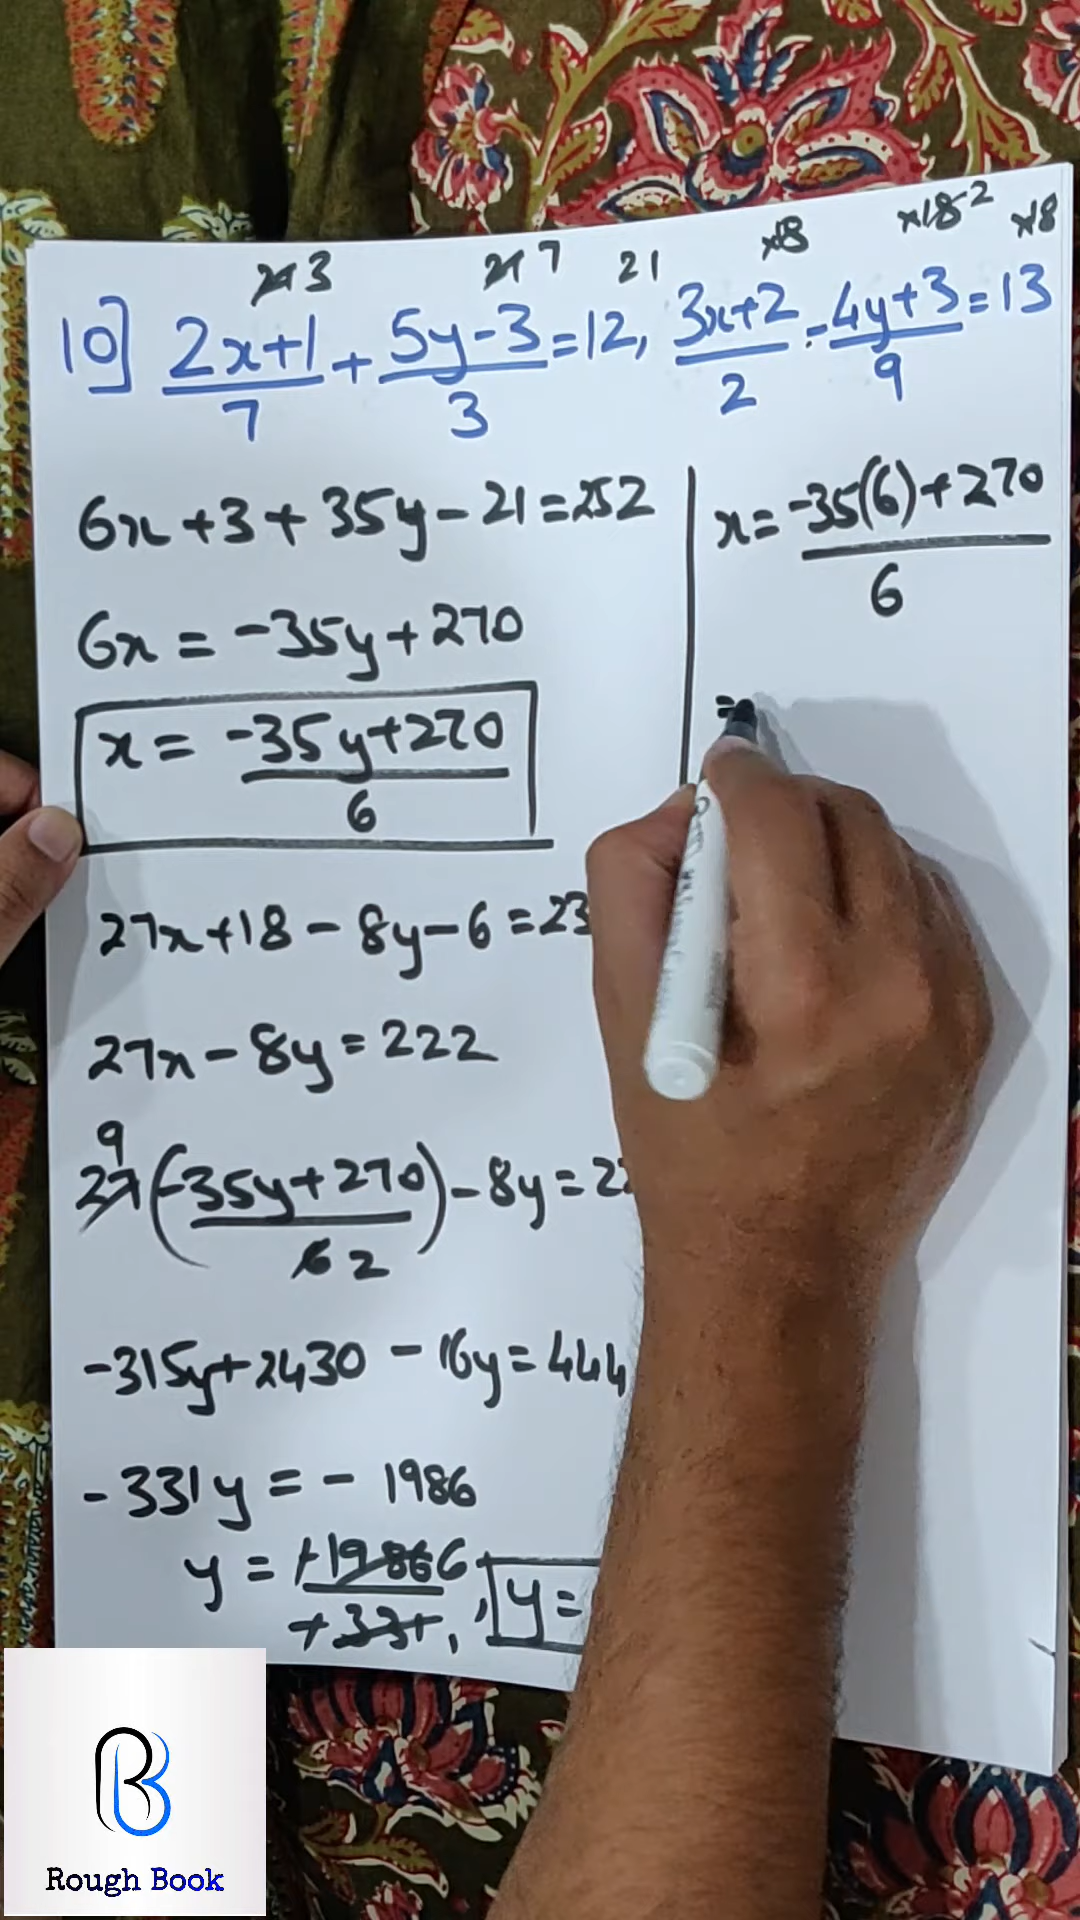 ×3 ×7 21 ×18 ×18 2 ×18
10] 2x+1/7 + 5y-3/3 = 12, 3x+2/2 - 4y+3/9 = 13
6x + 3 + 35y - 21 = 252
6x = -35y + 270
x = -35y+270/6
27x + 18 - 8y - 6 = 23
27x - 8y = 222
9
27(-35y+270/6 2) - 8y = 22
-315y + 2430 - 16y = 444
-331y = - 1986
y = +1986 6/+331, y =
x = -35(6)+270/6
=
B
Rough Book